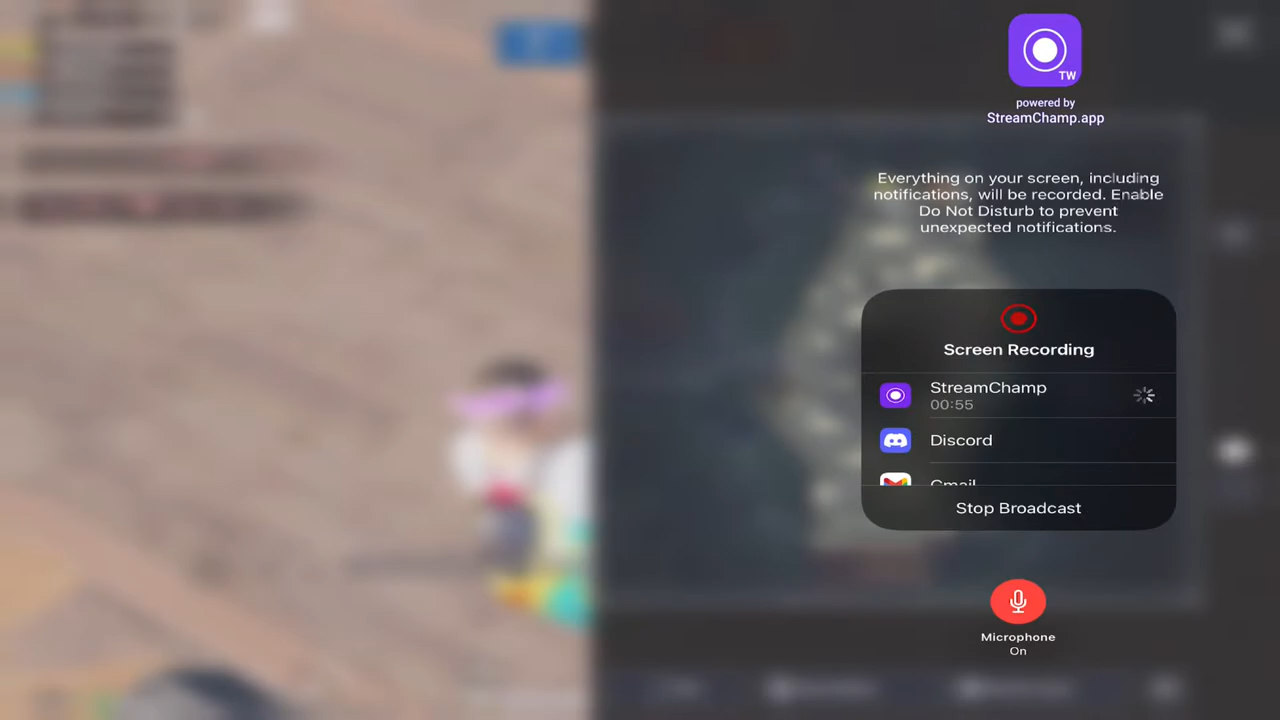 TW
powered by
StreamChamp.app
Everything on your screen, including
notifications, will be recorded. Enable
Do Not Disturb to prevent
unexpected notifications.
Screen Recording
StreamChamp
00:55
Discord
Gmail
Stop Broadcast
Microphone
On